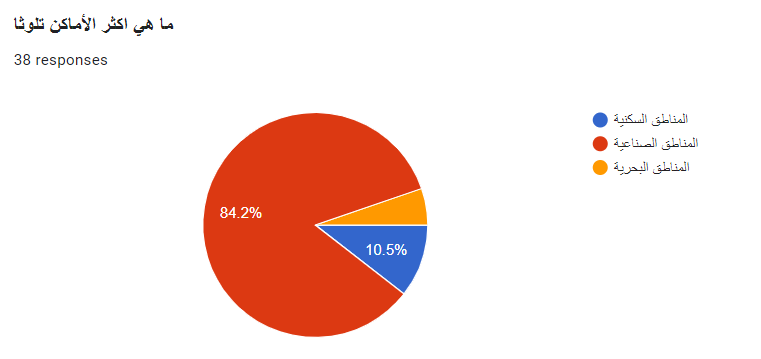 ما هي اكثر الأماكن تلوثا
38 responses
المناطق السكنية
المناطق الصناعية
المناطق البحرية
84.2%
10.5%